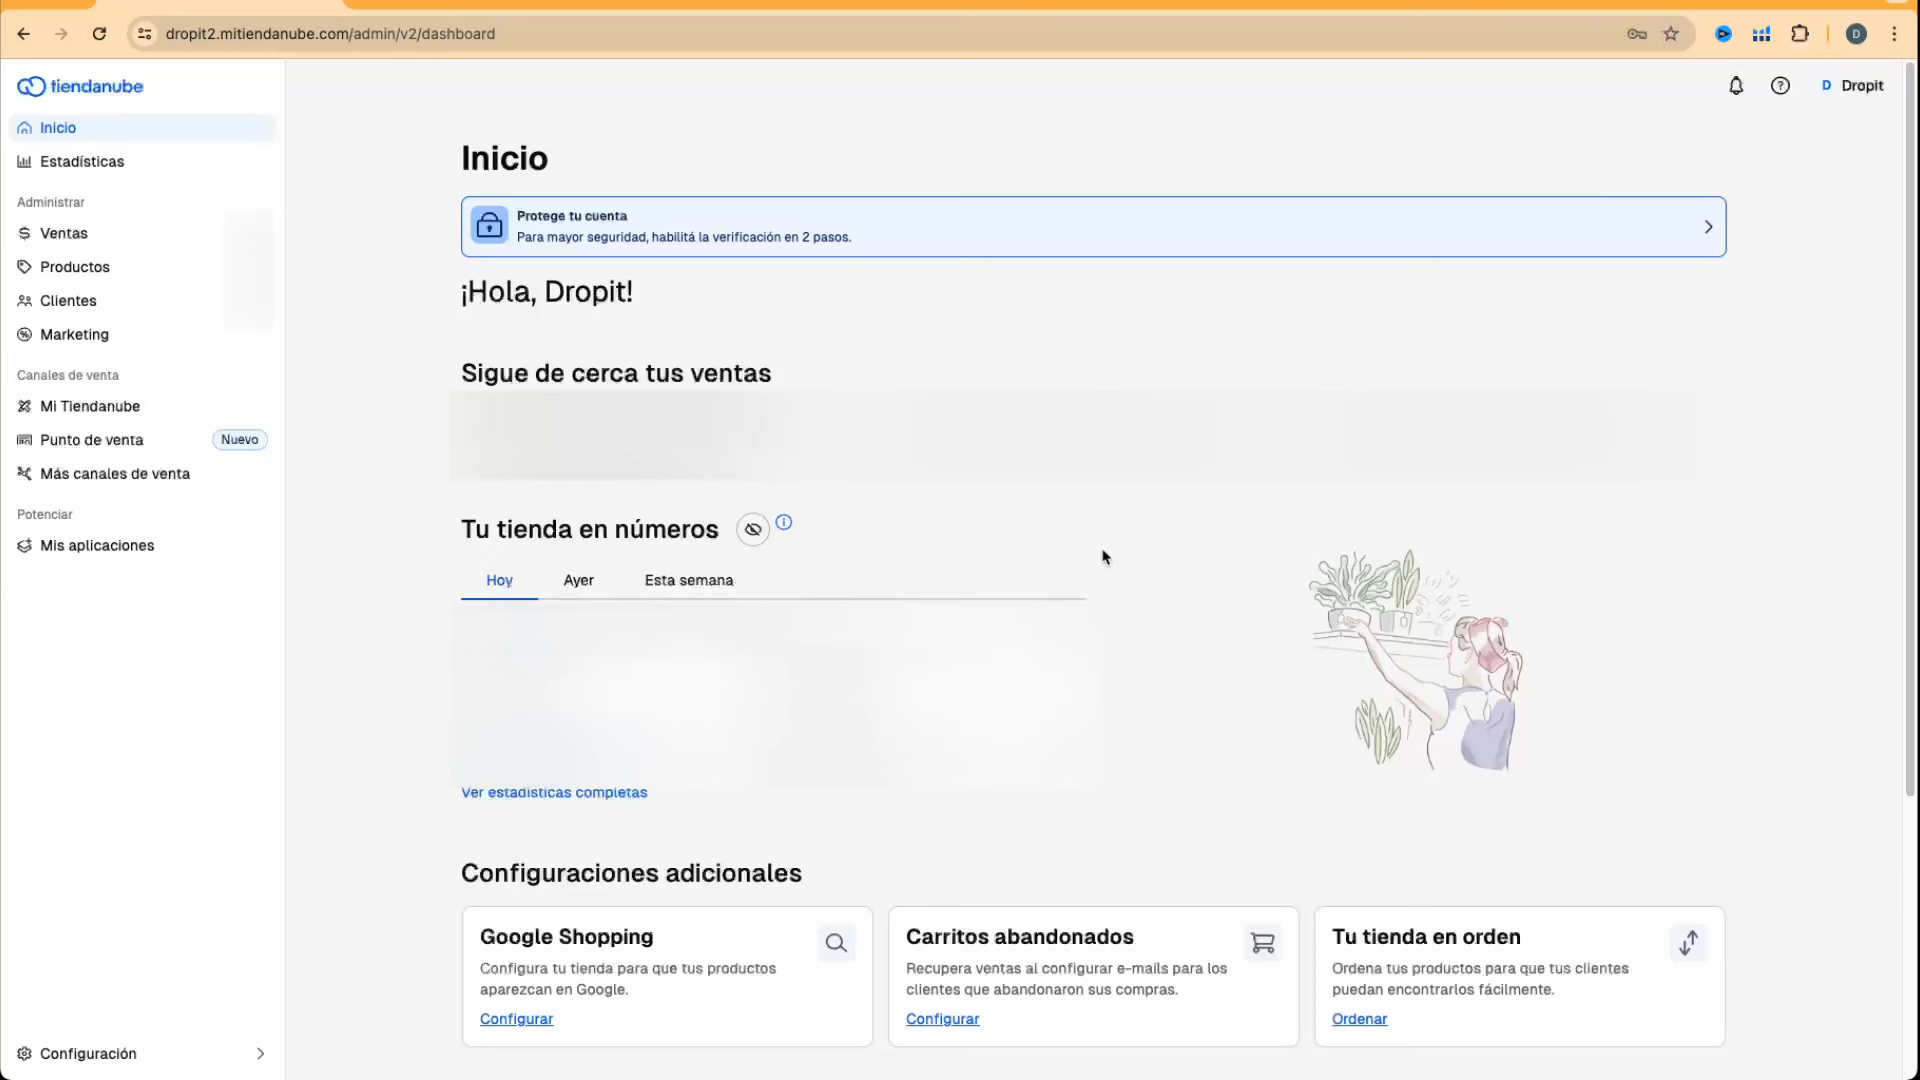 dropit2.mitiendanube.com/admin/v2/dashboard
D
tiendanube
D Dropit
Inicio
Estadísticas
Administrar
Ventas
Productos
Clientes
Marketing
Canales de venta
Mi Tiendanube
Punto de venta
Nuevo
Más canales de venta
Potenciar
Mis aplicaciones
Configuración
Inicio
Protege tu cuenta
Para mayor seguridad, habilitá la verificación en 2 pasos.
¡Hola, Dropit!
Sigue de cerca tus ventas
Tu tienda en números
Hoy
Ayer
Esta semana
Ver estadísticas completas
Configuraciones adicionales
Google Shopping
Configura tu tienda para que tus productos
aparezcan en Google.
Configurar
Carritos abandonados
Recupera ventas al configurar e-mails para los
clientes que abandonaron sus compras.
Configurar
Tu tienda en orden
Ordena tus productos para que tus clientes
puedan encontrarlos fácilmente.
Ordenar